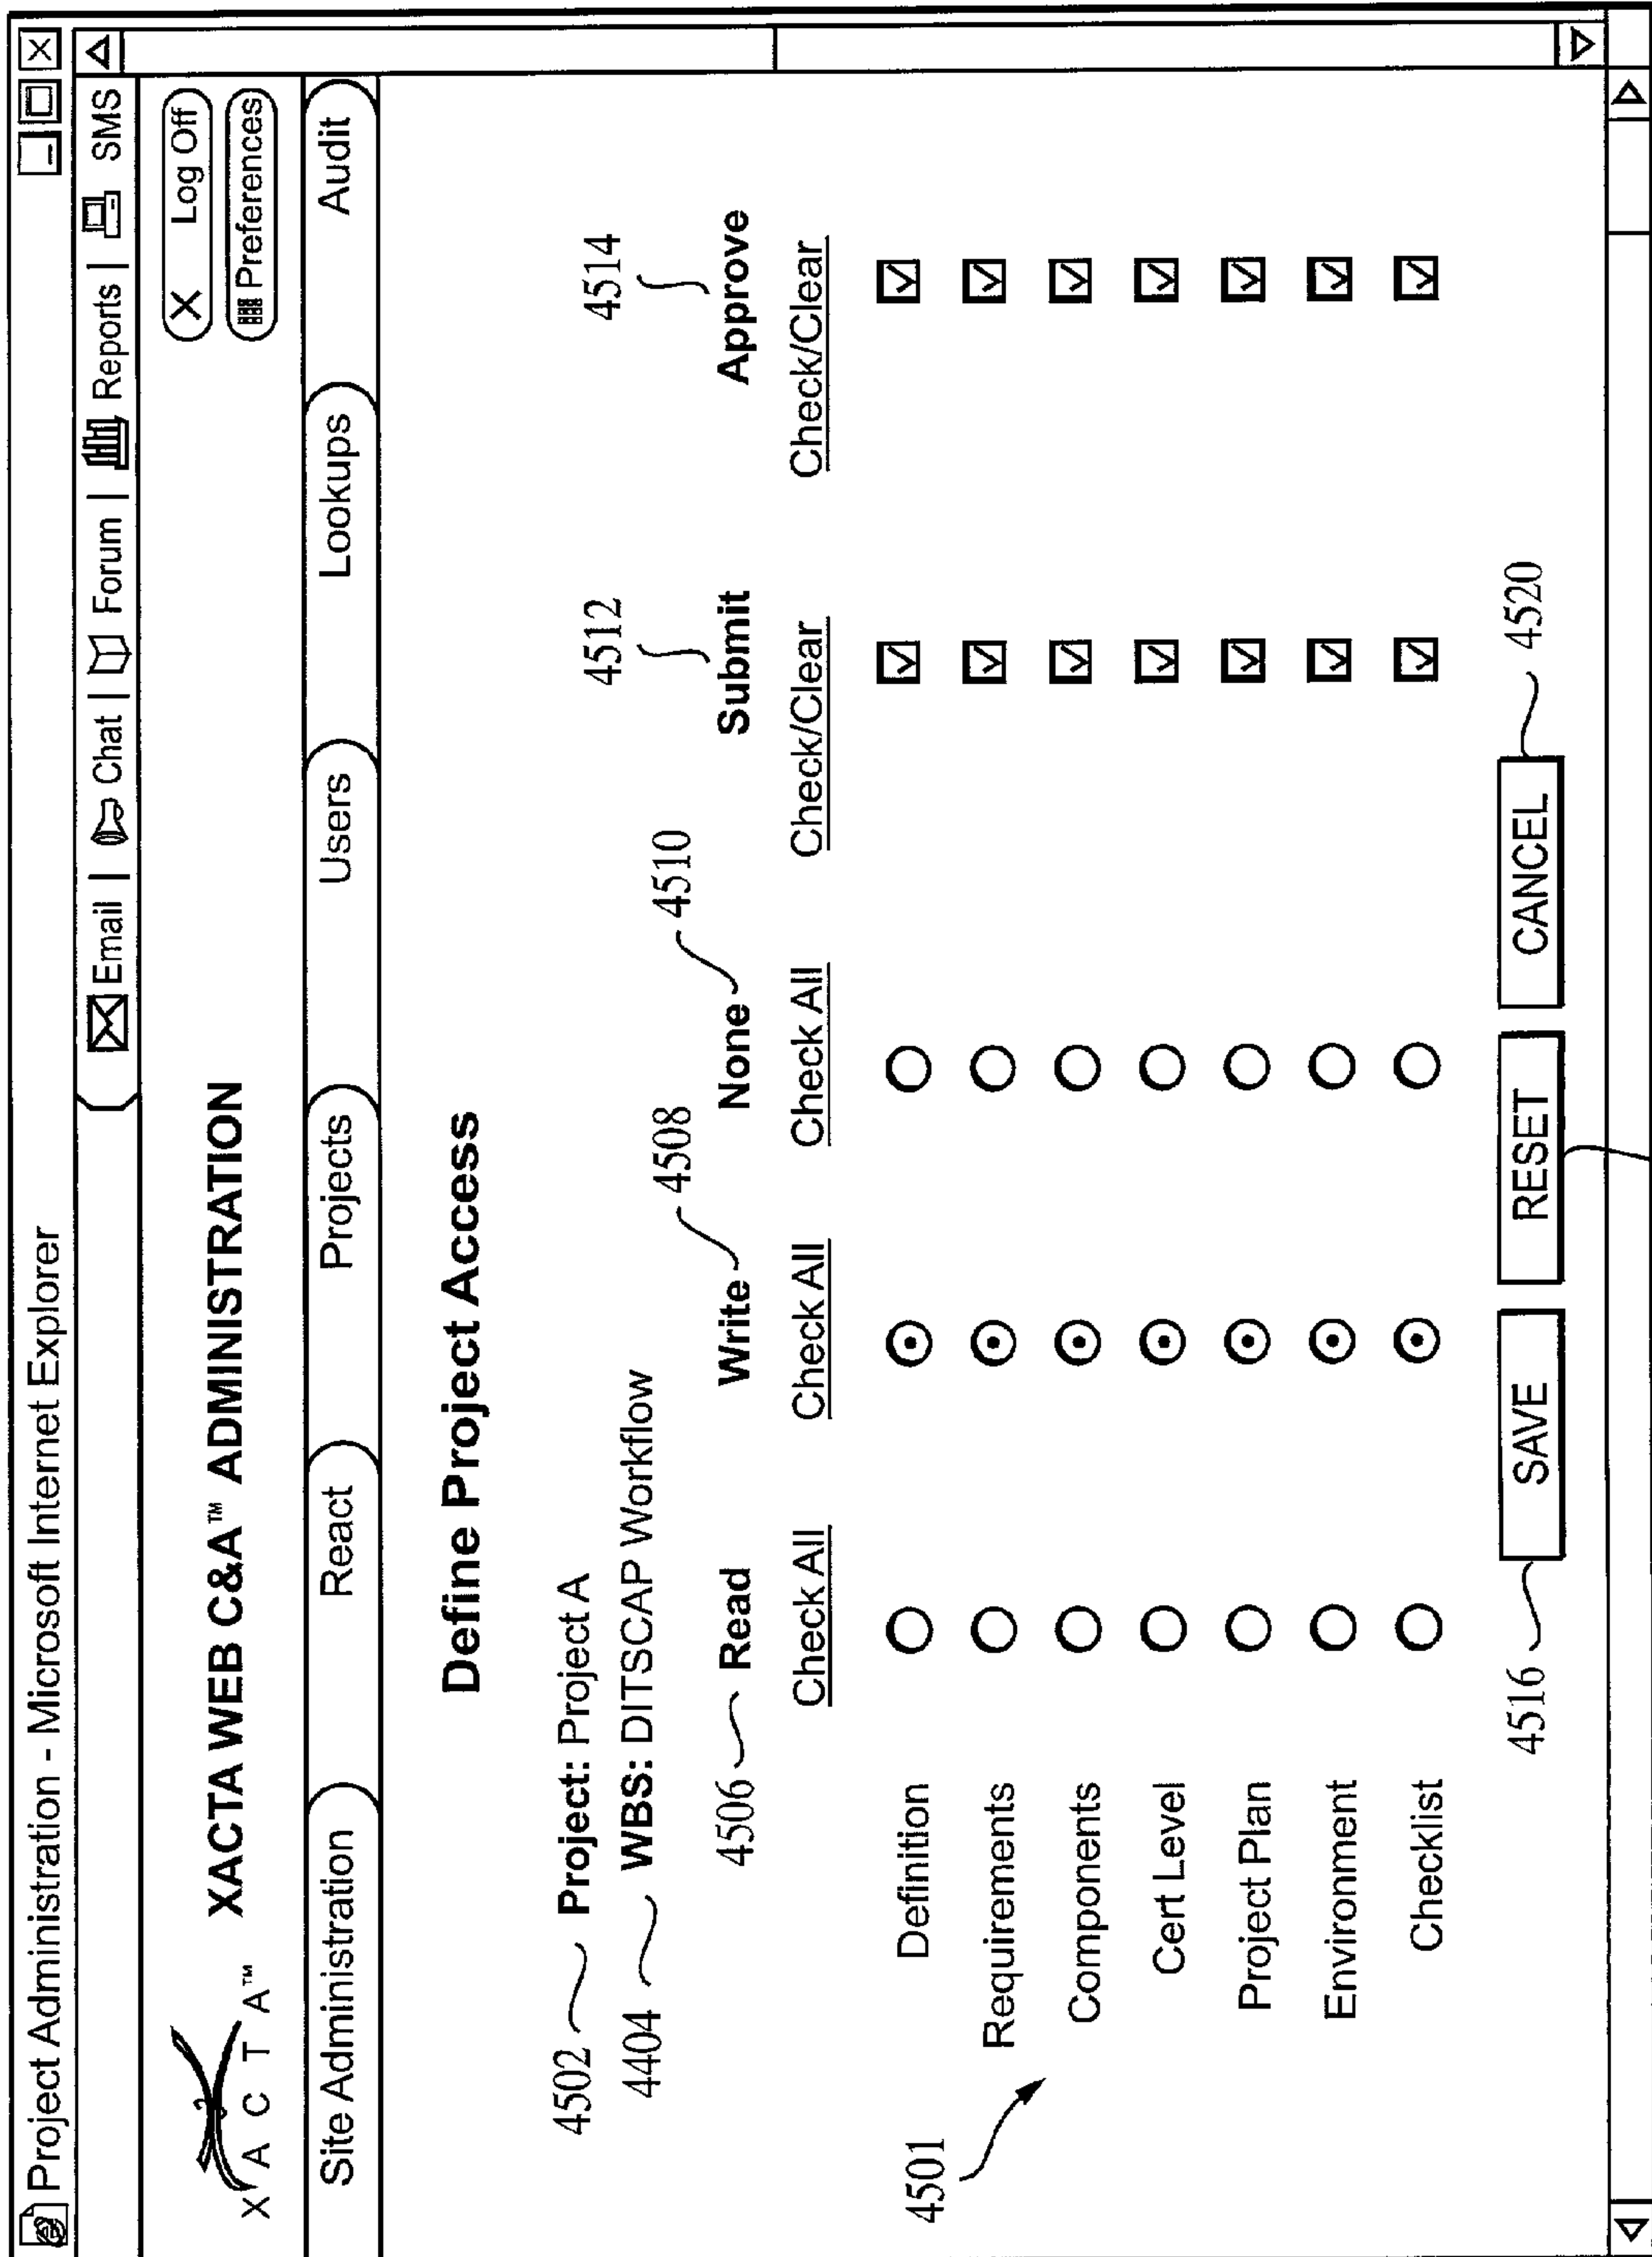 Project Administration - Microsoft Internet Explorer
Email | Chat | Forum | Reports | SMS
XACTA™ XACTA WEB C&A™ ADMINISTRATION
Log Off
Preferences
Site Administration React Projects Users Lookups Audit
Define Project Access
4502 Project: Project A
4404 WBS: DITSCAP Workflow
4508 4510 4512 4514
4506 Read Write None Submit Approve
Check All Check All Check All Check/Clear Check/Clear
4501
Definition
Requirements
Components
Cert Level
Project Plan
Environment
Checklist
4516 SAVE RESET CANCEL 4520